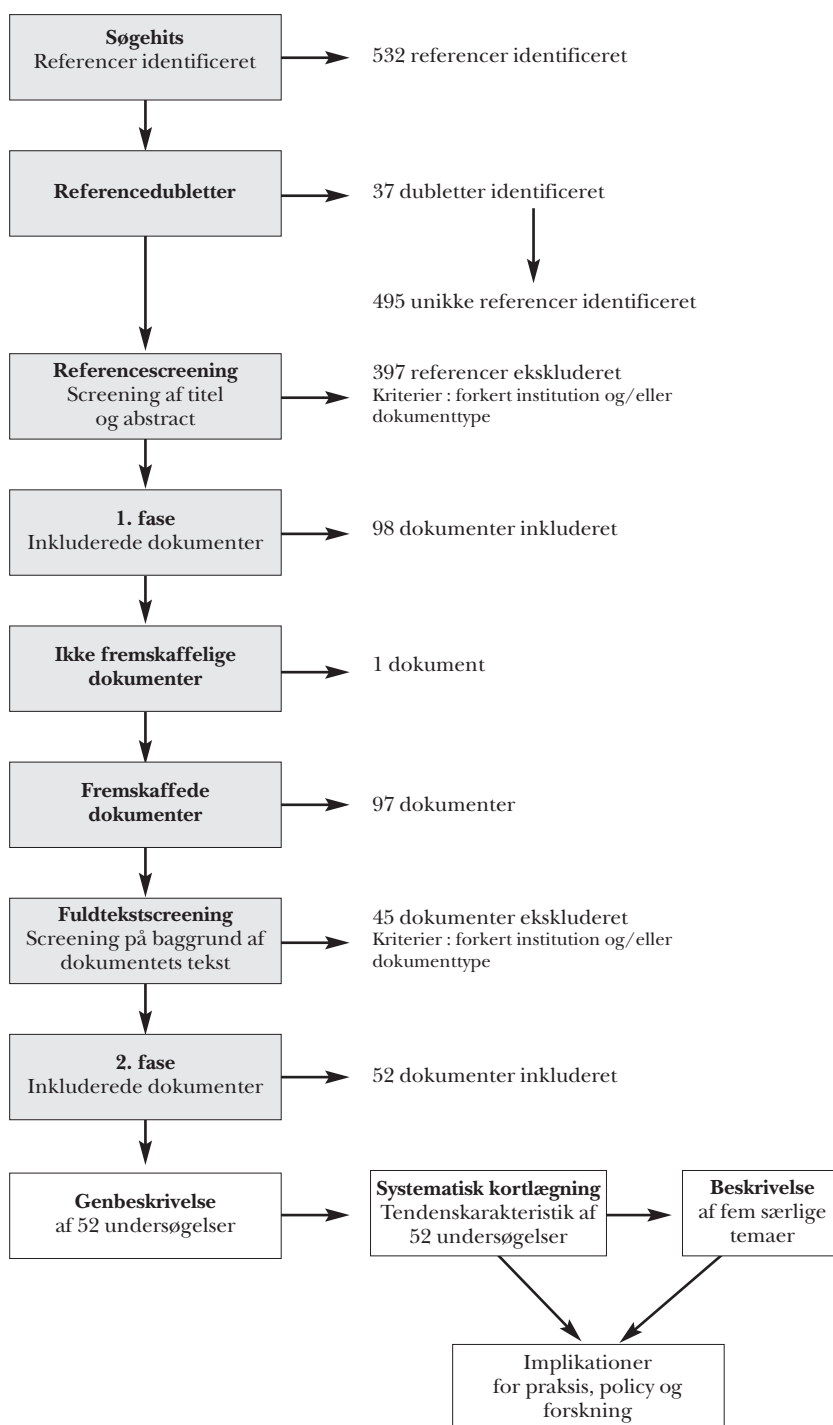 Søgehits
Referencer identificeret
532 referencer identificeret
Referencedubletter
37 dubletter identificeret
495 unikke referencer identificeret
Referencescreening
Screening af titel
og abstract
397 referencer ekskluderet
Kriterier : forkert institution og/eller
dokumenttype
1. fase
Inkluderede dokumenter
98 dokumenter inkluderet
Ikke fremskaffelige
dokumenter
1 dokument
Fremskaffede
dokumenter
97 dokumenter
Fuldtekstscreening
Screening på baggrund af
dokumentets tekst
45 dokumenter ekskluderet
Kriterier : forkert institution og/eller
dokumenttype
2. fase
Inkluderede dokumenter
52 dokumenter inkluderet
Genbeskrivelse
af 52 undersøgelser
Systematisk kortlægning
Tendenskarakteristik af
52 undersøgelser
Beskrivelse
af fem særlige
temaer
Implikationer
for praksis, policy og
forskning